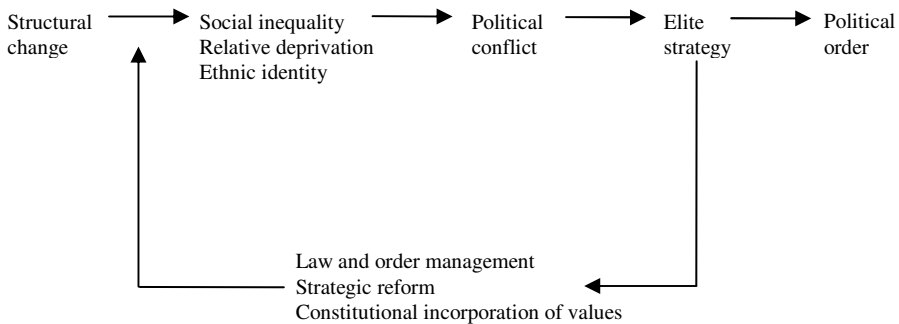 Structural
change
Social inequality
Relative deprivation
Ethnic identity
Political
conflict
Elite
strategy
Political
order
Law and order management
Strategic reform
Constitutional incorporation of values